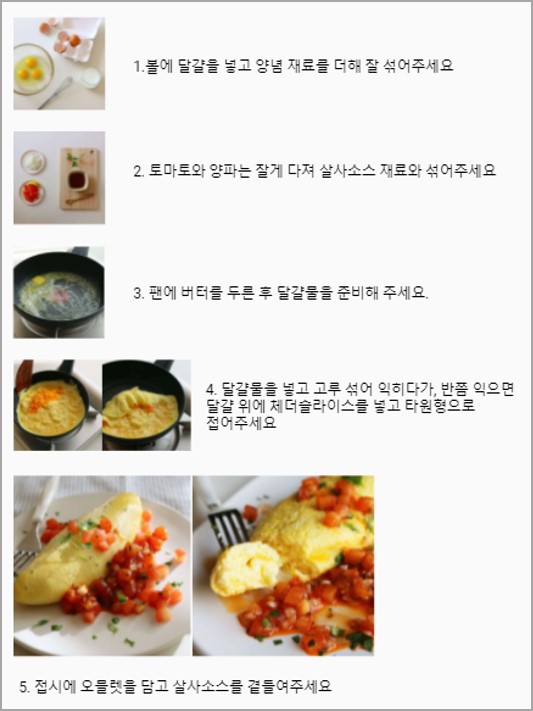 1.볼에 달걀을 넣고 양념 재료를 더해 잘 섞어주세요
2. 토마토와 양파는 잘게 다져 살사소스 재료와 섞어주세요
3. 팬에 버터를 두른 후 달걀물을 준비해 주세요.
4. 달걀물을 넣고 고루 섞어 익히다가, 반쯤 익으면
달걀 위에 체더슬라이스를 넣고 타원형으로
접어주세요
5. 접시에 오믈렛을 담고 살사소스를 곁들여주세요